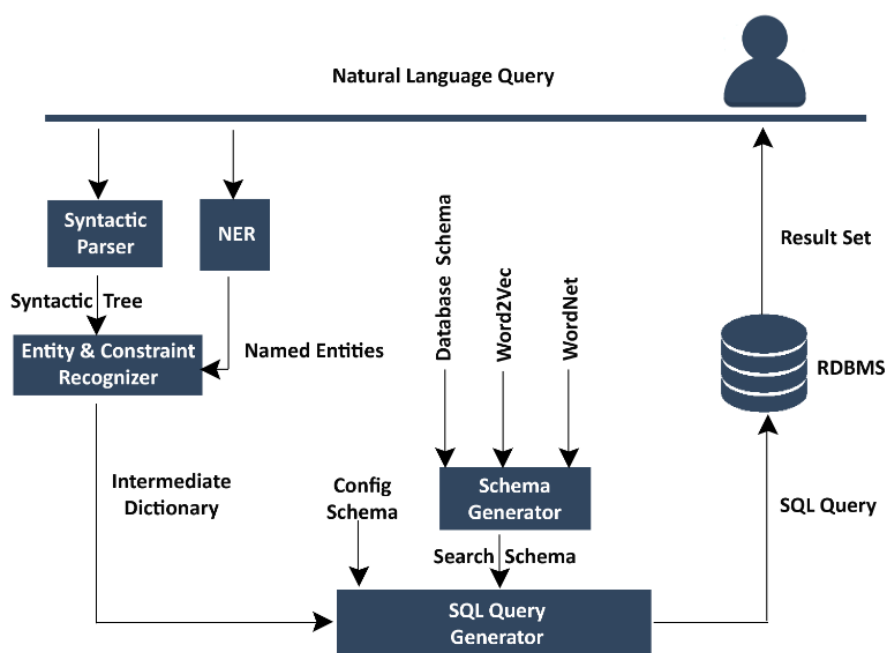 Natural Language Query
Syntactic
Parser
NER
Syntactic Tree
Entity & Constraint
Recognizer
Named Entities
Intermediate
Dictionary
Config
Schema
Database Schema
Word2Vec
WordNet
Schema
Generator
Search Schema
SQL Query
Generator
SQL Query
RDBMS
Result Set